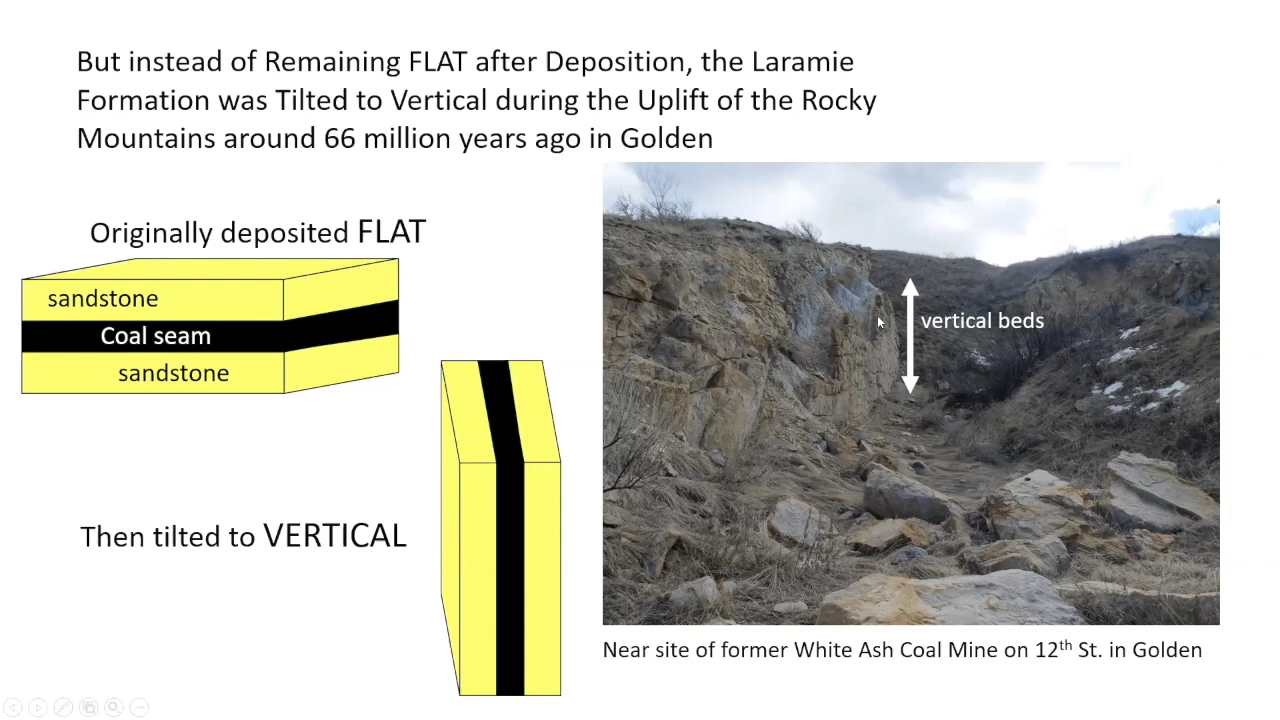 But instead of Remaining FLAT after Deposition, the Laramie
Formation was Tilted to Vertical during the Uplift of the Rocky
Mountains around 66 million years ago in Golden
Originally deposited FLAT
sandstone
Coal seam
sandstone
Then tilted to VERTICAL
vertical beds
Near site of former White Ash Coal Mine on 12th St. in Golden